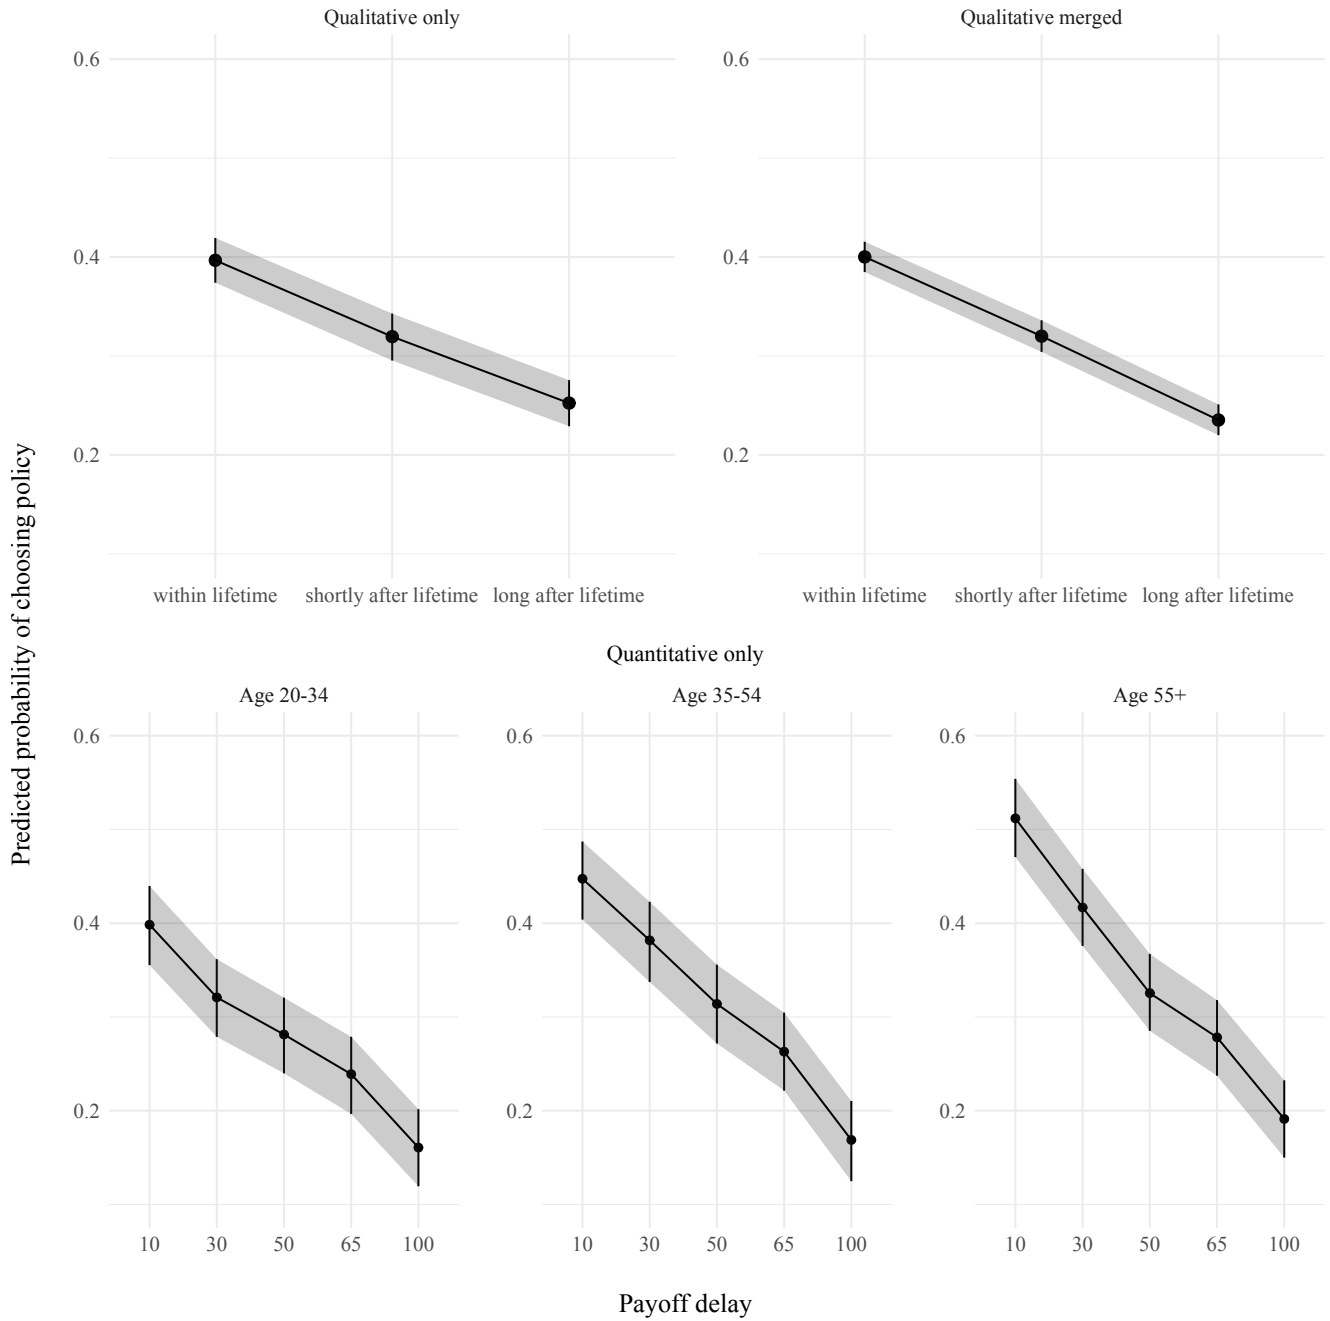 Qualitative only
Qualitative merged
0.6
0.4
0.2
within lifetime shortly after lifetime long after lifetime
0.6
0.4
0.2
within lifetime shortly after lifetime long after lifetime
Predicted probability of choosing policy
Quantitative only
Age 20-34
0.6
0.4
0.2
10 30 50 65 100
Age 35-54
0.6
0.4
0.2
10 30 50 65 100
Age 55+
0.6
0.4
0.2
10 30 50 65 100
Payoff delay